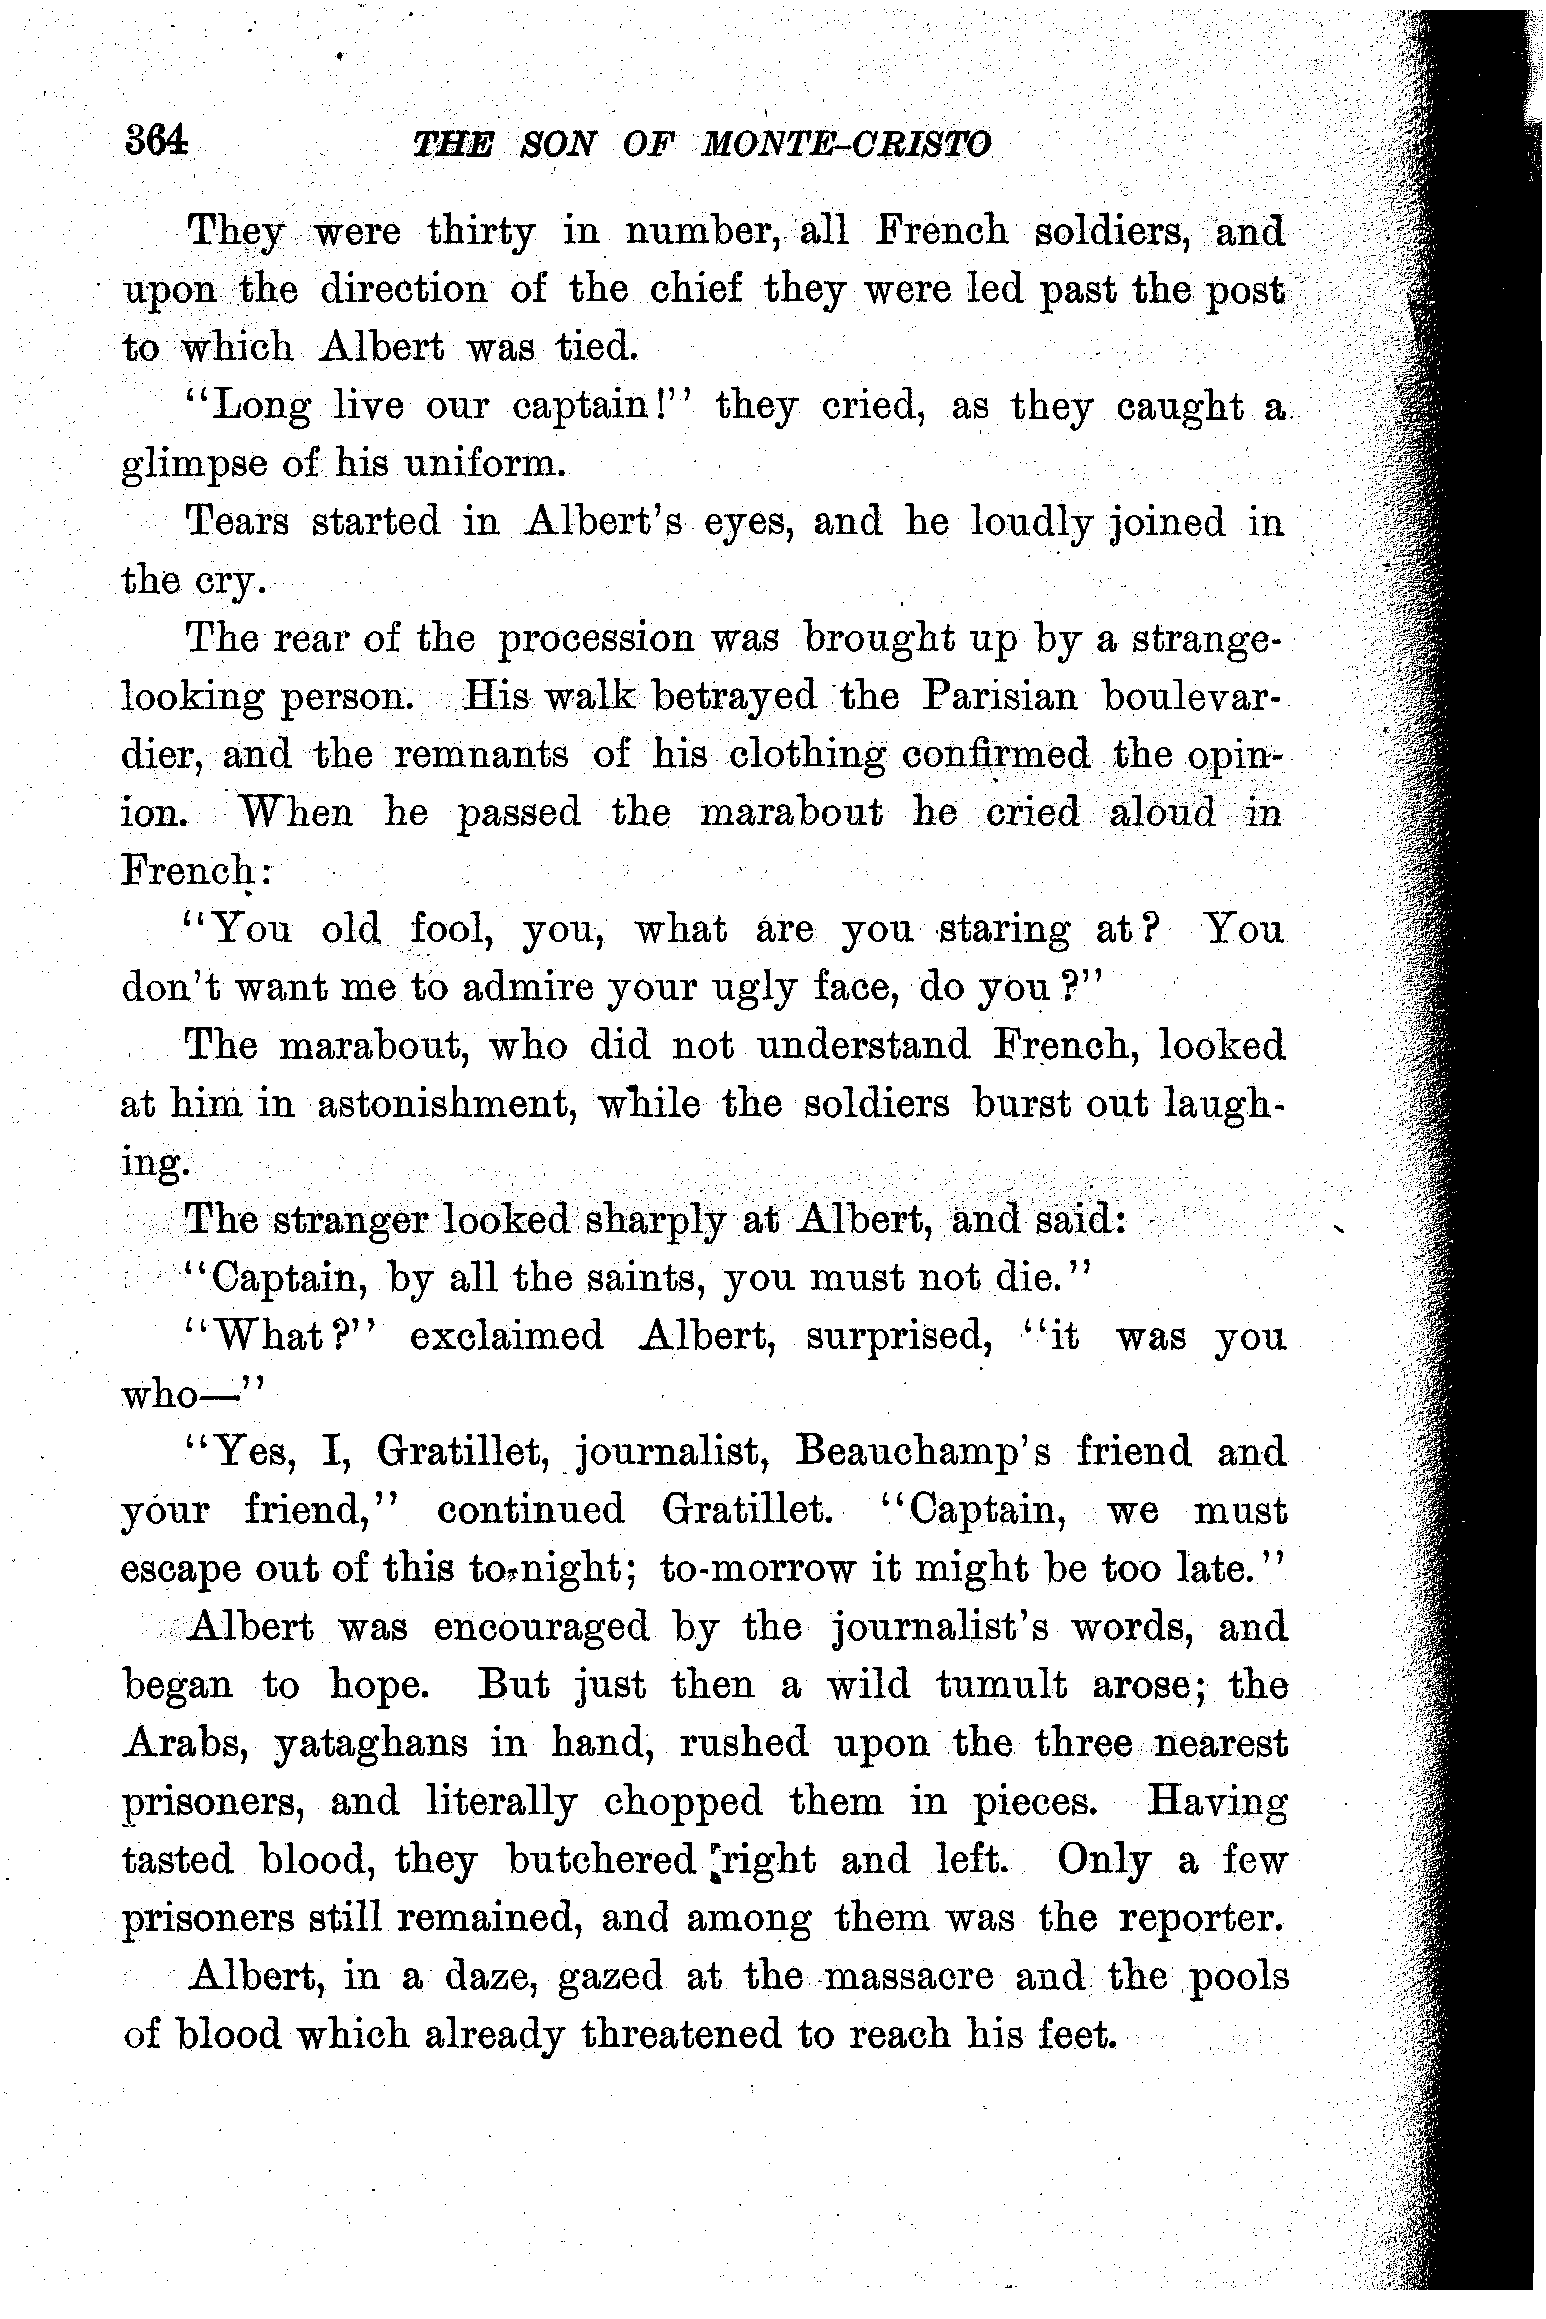 364 THE SON OF MONTE-CRISTO
They were thirty in number, all French soldiers, and
upon the direction of the chief they were led past the post
to which Albert was tied.
"Long live our captain!" they cried, as they caught a
glimpse of his uniform.
Tears started in Albert's eyes, and he loudly joined in
the cry.
The rear of the procession was brought up by a strange-
looking person. His walk betrayed the Parisian boulevar-
dier, and the remnants of his clothing confirmed the opin-
ion. When he passed the marabout he cried aloud in
French:
"You old fool, you, what are you staring at? You
don't want me to admire your ugly face, do you?"
The marabout, who did not understand French, looked
at him in astonishment, while the soldiers burst out laugh-
ing.
The stranger looked sharply at Albert, and said:
"Captain, by all the saints, you must not die."
"What?" exclaimed Albert, surprised, "it was you
who—"
"Yes, I, Gratillet, journalist, Beauchamp's friend and
your friend," continued Gratillet. "Captain, we must
escape out of this to-night; to-morrow it might be too late."
Albert was encouraged by the journalist's words, and
began to hope. But just then a wild tumult arose; the
Arabs, yataghans in hand, rushed upon the three nearest
prisoners, and literally chopped them in pieces. Having
tasted blood, they butchered right and left. Only a few
prisoners still remained, and among them was the reporter.
Albert, in a daze, gazed at the massacre and the pools
of blood which already threatened to reach his feet.